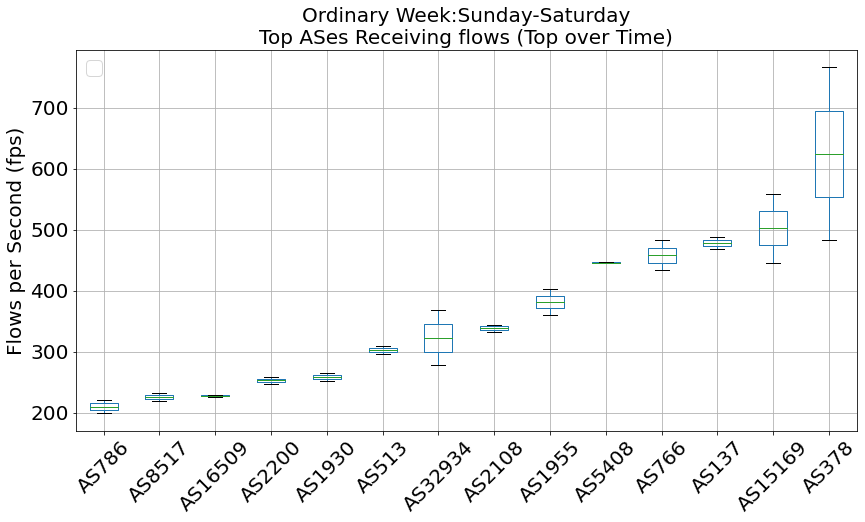 Ordinary Week:Sunday-Saturday
Top ASes Receiving flows (Top over Time)
Flows per Second (fps)
700
600
500
400
300
200
AS786
AS8517
AS16509
AS2200
AS1930
AS513
AS32934
AS2108
AS1955
AS5408
AS766
AS137
AS15169
AS378